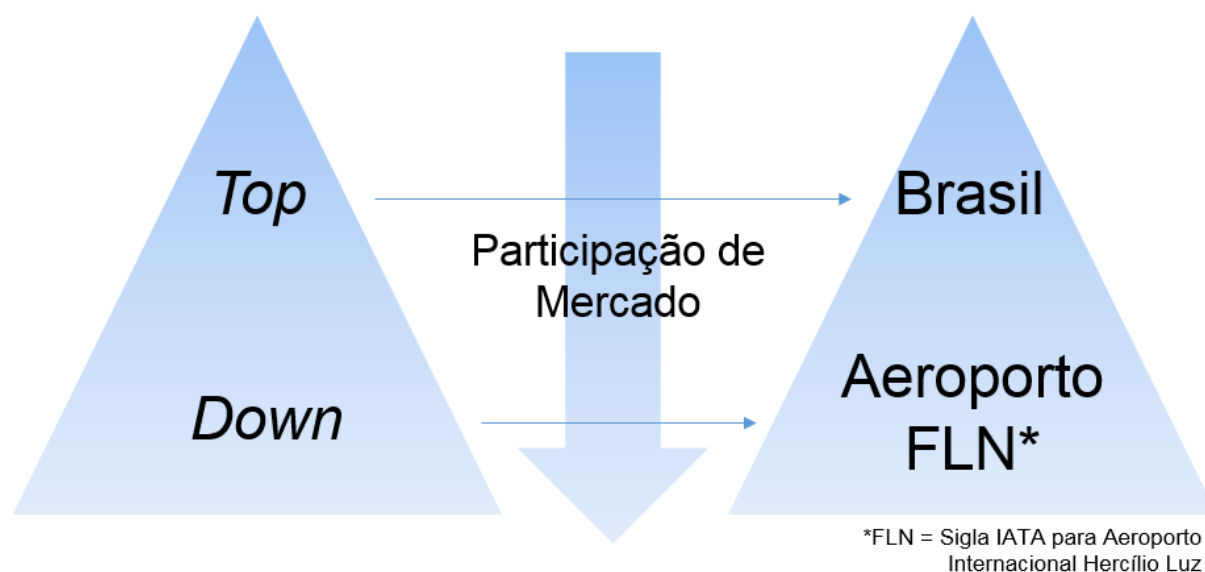 Top
Brasil
Participação de
Mercado
Down
Aeroporto
FLN*
*FLN = Sigla IATA para Aeroporto
Internacional Hercílio Luz